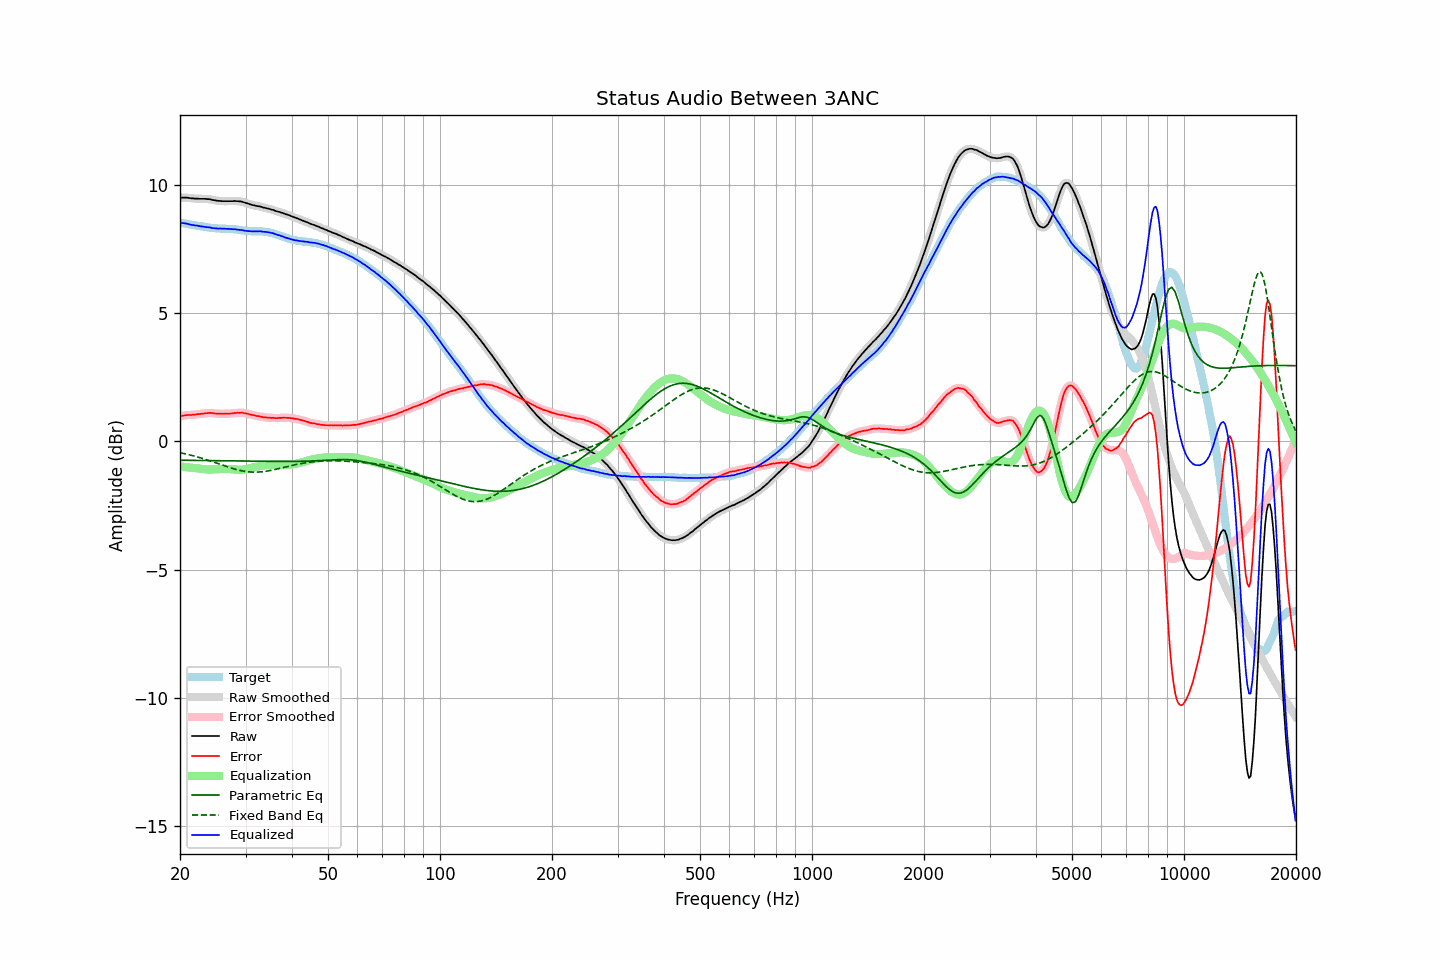 Status Audio Between 3ANC
Amplitude (dBr)
10
5
0
−5
−10
−15
Target
Raw Smoothed
Error Smoothed
Raw
Error
Equalization
Parametric Eq
Fixed Band Eq
Equalized
20 50 100 200 500 1000 2000 5000 10000 20000
Frequency (Hz)